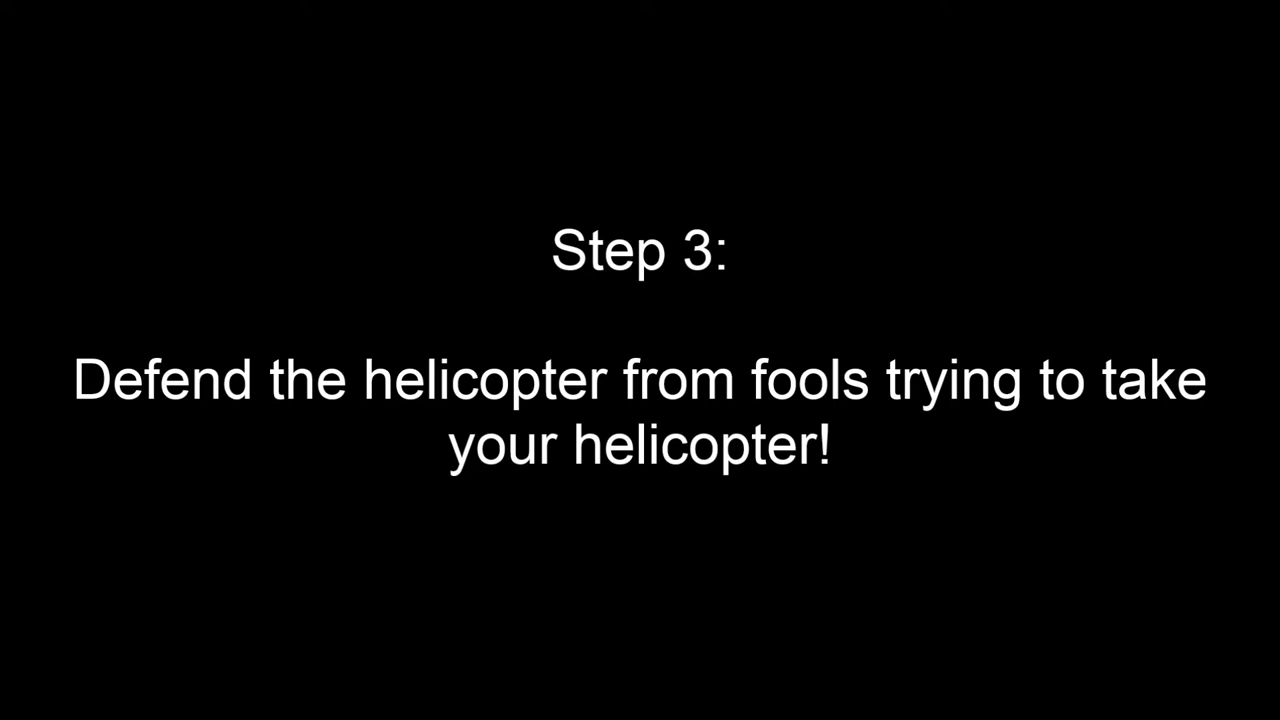 Step 3:
Defend the helicopter from fools trying to take
your helicopter!